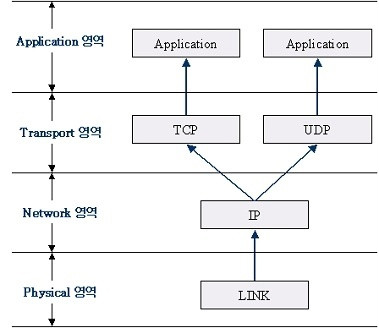 Application 영역
Application
Application
Transport 영역
TCP
UDP
Network 영역
IP
Physical 영역
LINK